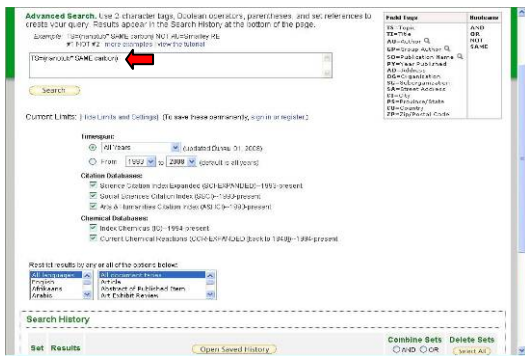 Advanced Search. Use 2 character tags, Boolean operators, parentheses, and set references to
create your query. Results appear in the Search History at the bottom of the page.
Example: TS=(nanotub* SAME carbon) NOT AU=Smalley RE
#1 NOT #2 more examples | view the tutorial
TS=(nanotub* SAME carbon)
Search
Current Limits: [Hide Limits and Settings] (To save these permanently, sign in or register.)
Timespan:
All Years (updated
01, 2008)
From 1993 to 2008 (default is all years)
Citation Databases:
Science Citation Index Expanded (SCI-EXPANDED)--1993-present
Social Sciences Citation Index (SSCI)--1993-present
Arts & Humanities Citation Index (A&HCI)--1993-present
Chemical Databases:
Index Chemicus (IC)--1994-present
Current Chemical Reactions (CCR-EXPANDED [back to 1840])--1994-present
Restrict results by any or all of the options below:
All languages
English
Afrikaans
Arabic
All document types
Article
Abstract of Published Item
Art Exhibit Review
Search History
Set Results
Open Saved History
Combine Sets
AND OR
Delete Sets
Select All
Field Tags
TS=Topic
TI=Title
AU=Author
GP=Group Author
SO=Publication Name
PY=Year Published
AD=Address
OG=Organization
SG=Suborganization
SA=Street Address
CI=City
PS=Province/State
CU=Country
ZP=Zip/Postal Code
Booleans
AND
OR
NOT
SAME